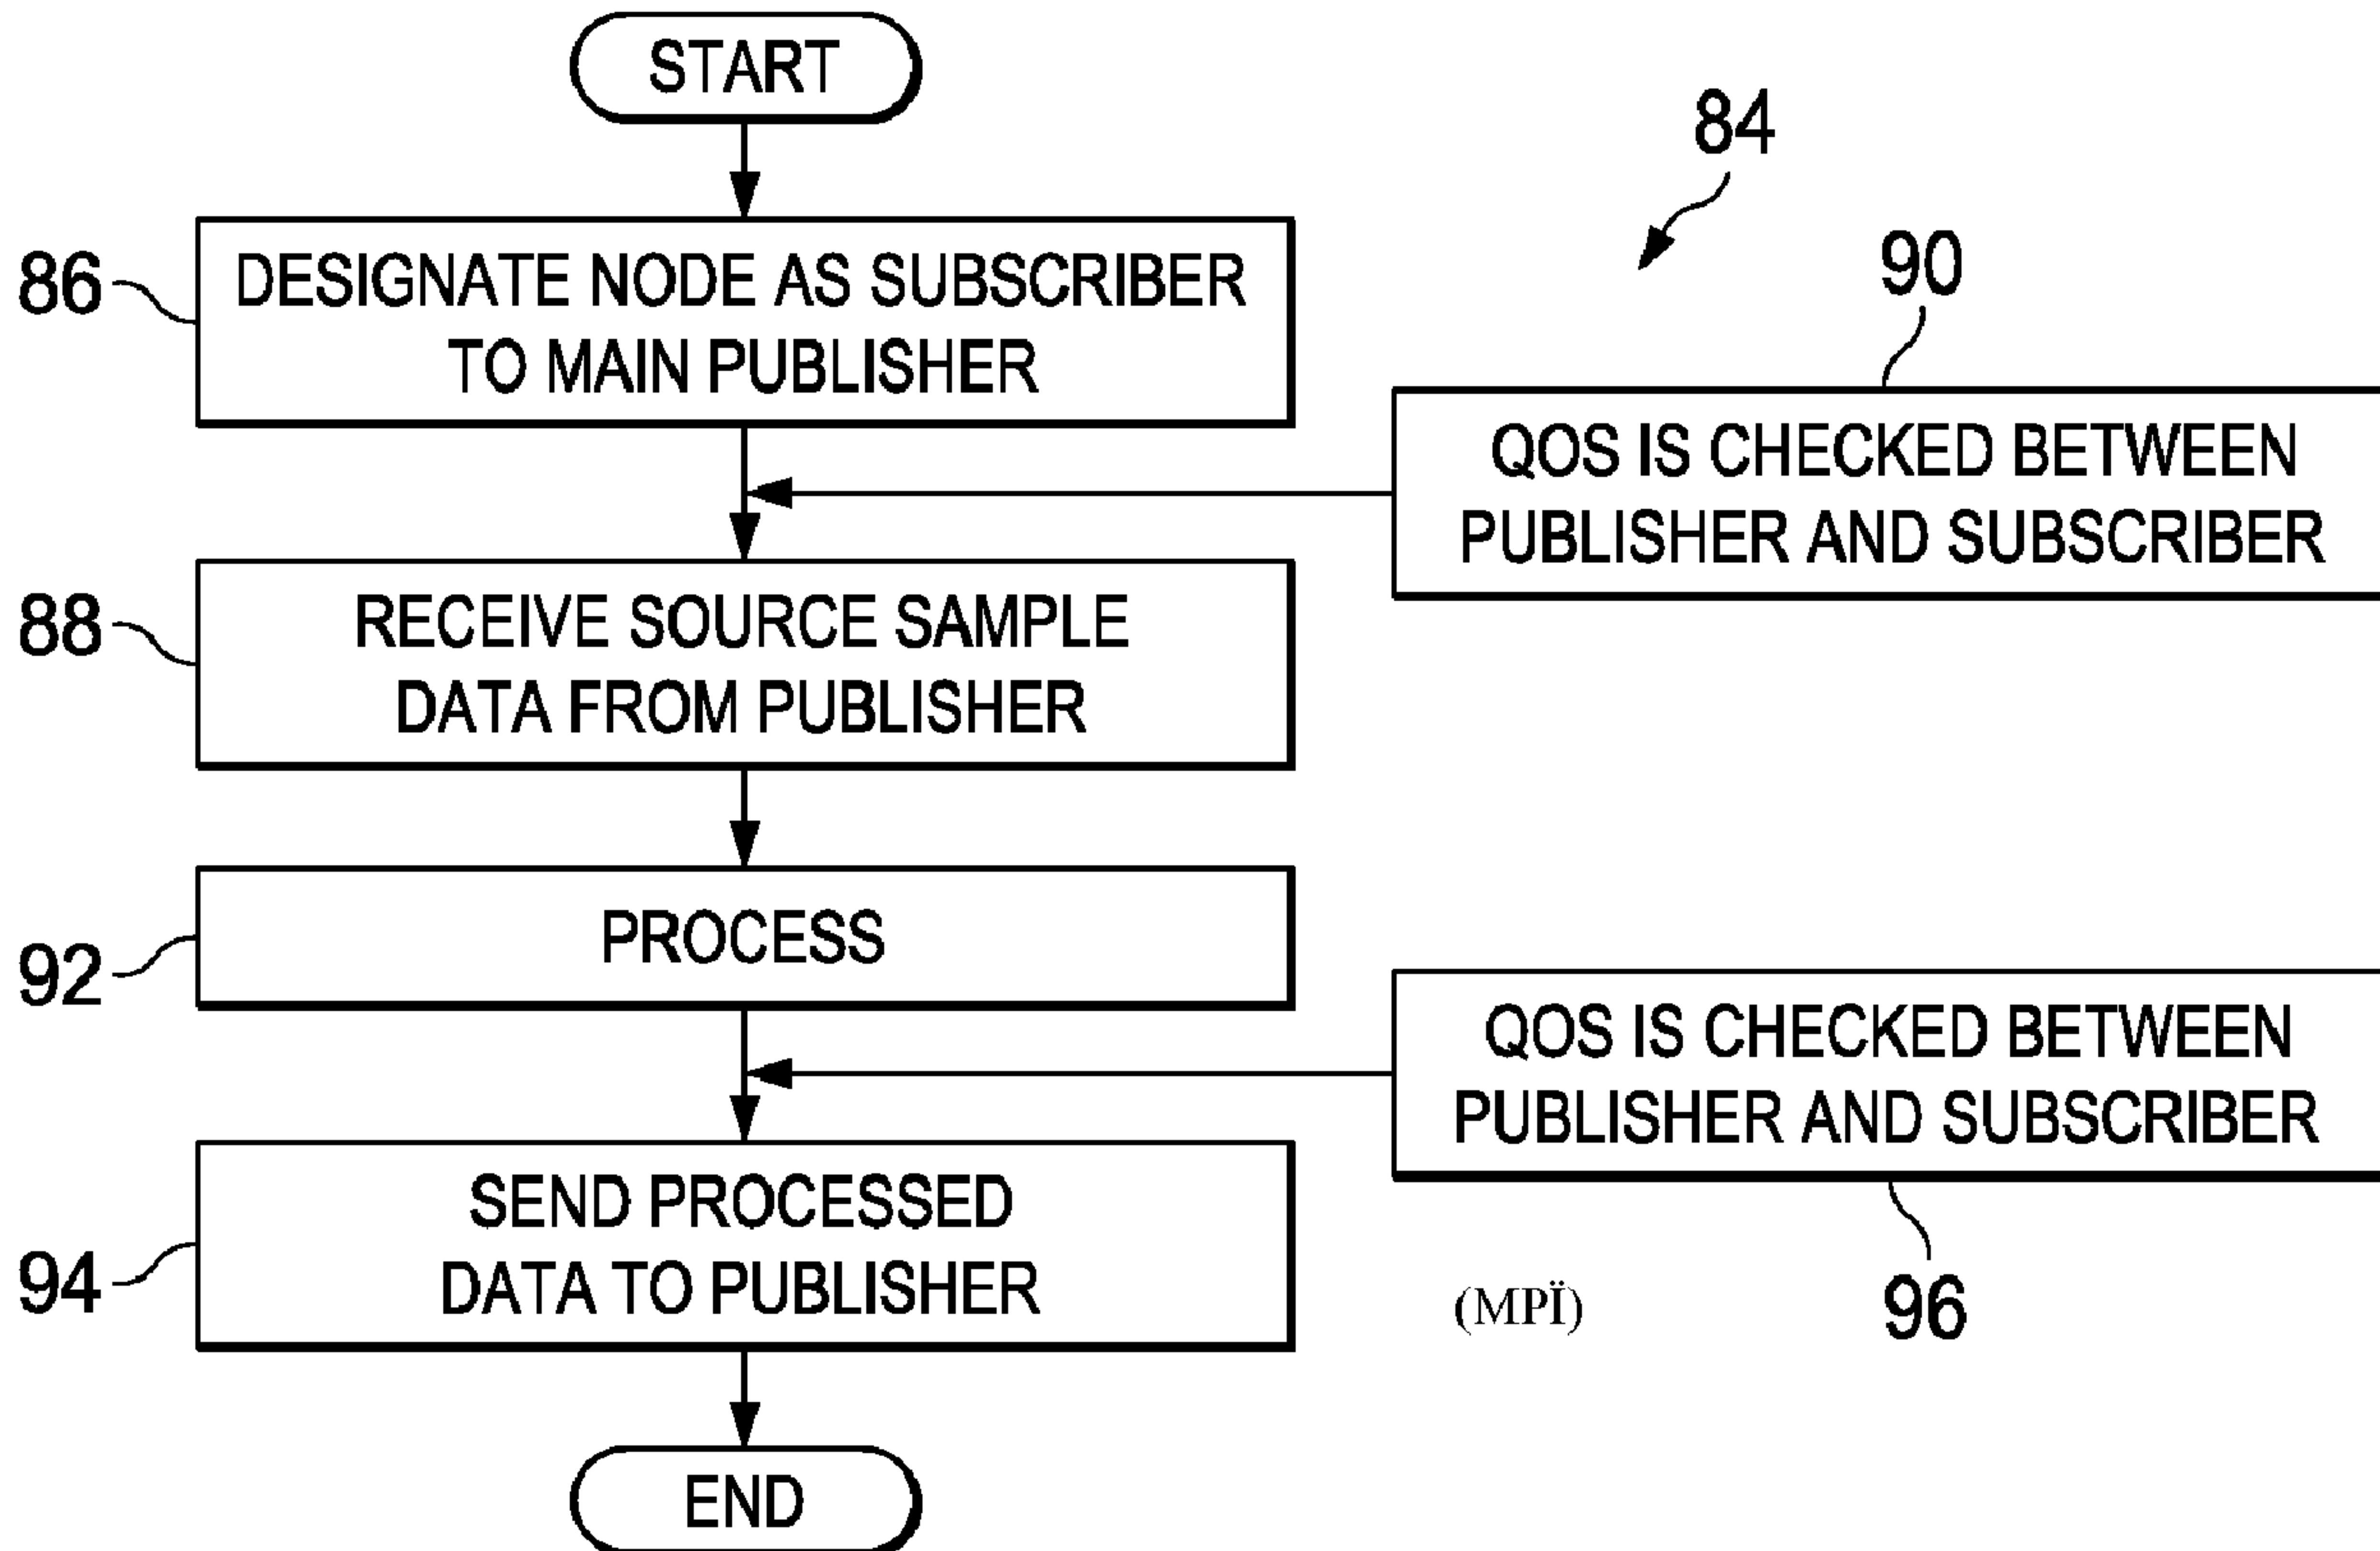 START
84
86
DESIGNATE NODE AS SUBSCRIBER
TO MAIN PUBLISHER
90
QOS IS CHECKED BETWEEN
PUBLISHER AND SUBSCRIBER
88
RECEIVE SOURCE SAMPLE
DATA FROM PUBLISHER
92
PROCESS
QOS IS CHECKED BETWEEN
PUBLISHER AND SUBSCRIBER
96
94
SEND PROCESSED
DATA TO PUBLISHER
(MPÏ)
END